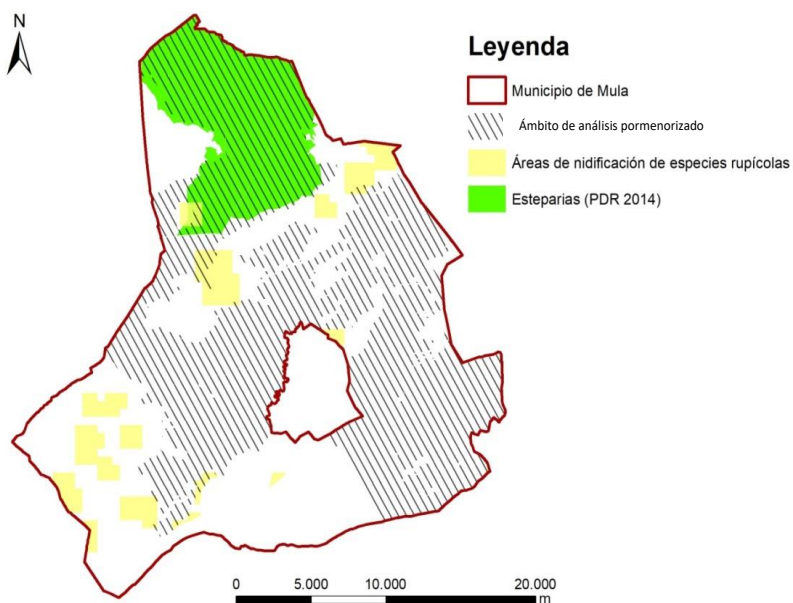 N
Leyenda
Municipio de Mula
Ámbito de análisis pormenorizado
Áreas de nidificación de especies rupícolas
Esteparias (PDR 2014)
0 5.000 10.000 20.000
m